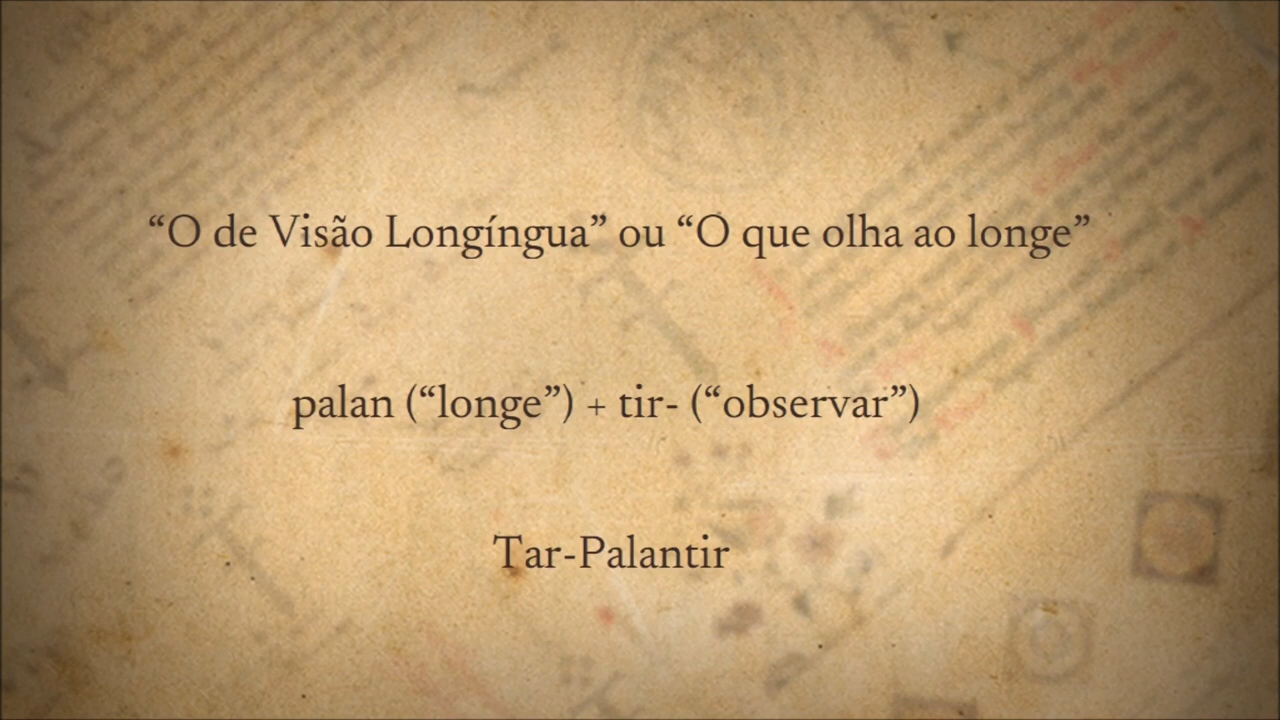 “O de Visão Longíngua” ou “O que olha ao longe”
palan (“longe”) + tir- (“observar”)
Tar-Palantir